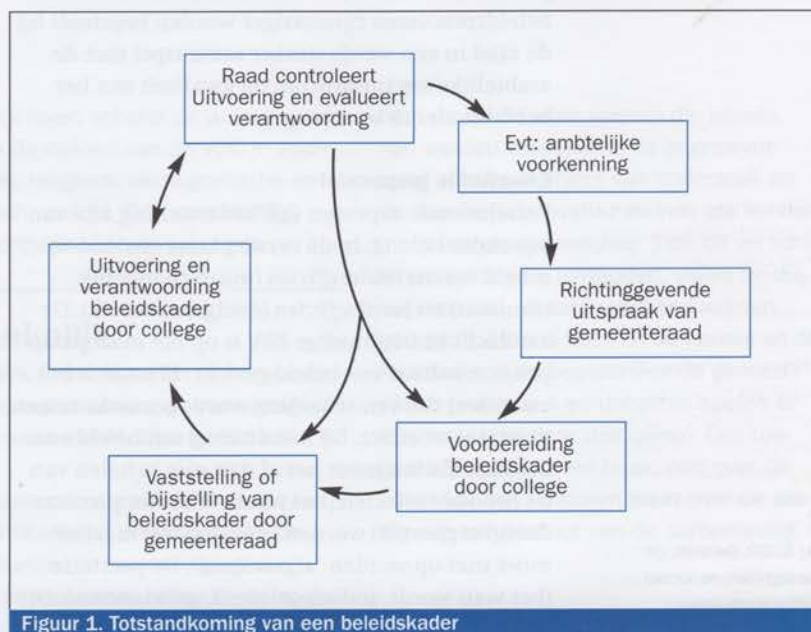 Raad controleert
Uitvoering en evalueert
verantwoording
Evt: ambtelijke
voorkenning
Richtinggevende
uitspraak van
gemeenteraad
Voorbereiding
beleidskader
door college
Vaststelling of
bijstelling van
beleidskader door
gemeenteraad
Uitvoering en
verantwoording
beleidskader
door college
Figuur 1. Totstandkoming van een beleidskader